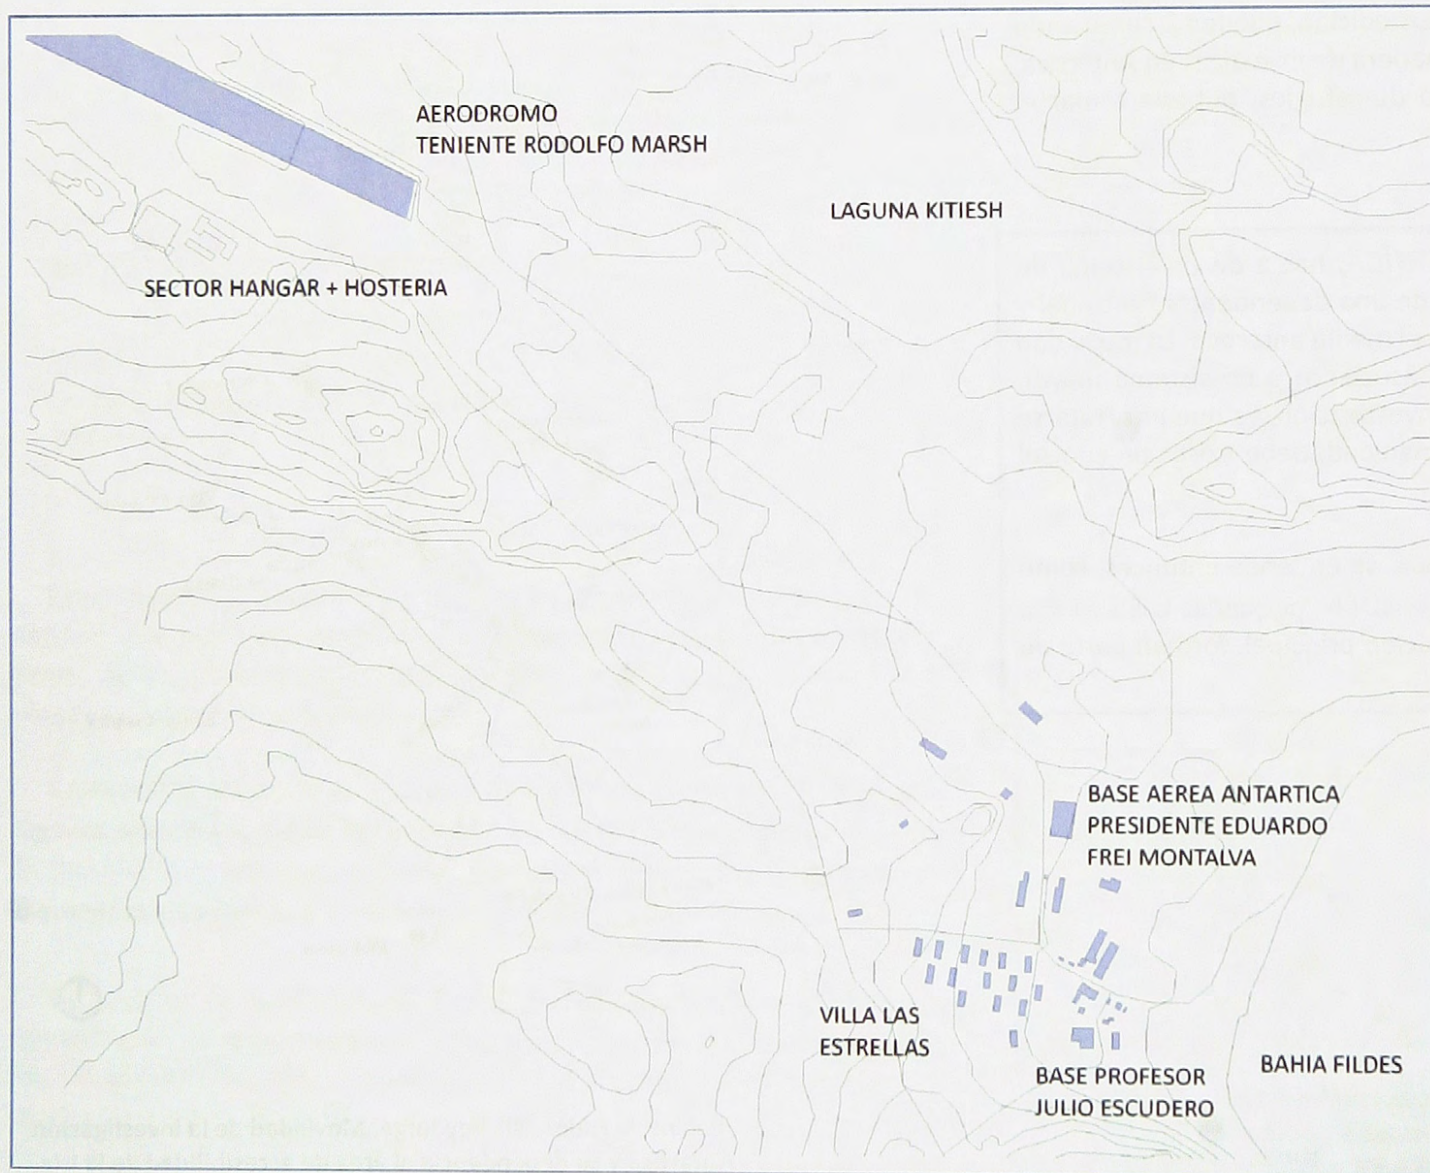 AERODROMO
TENIENTE RODOLFO MARSH
LAGUNA KITIESH
SECTOR HANGAR + HOSTERIA
BASE AEREA ANTARTICA
PRESIDENTE EDUARDO
FREI MONTALVA
VILLA LAS
ESTRELLAS
BASE PROFESOR
JULIO ESCUDERO
BAHIA FILDES